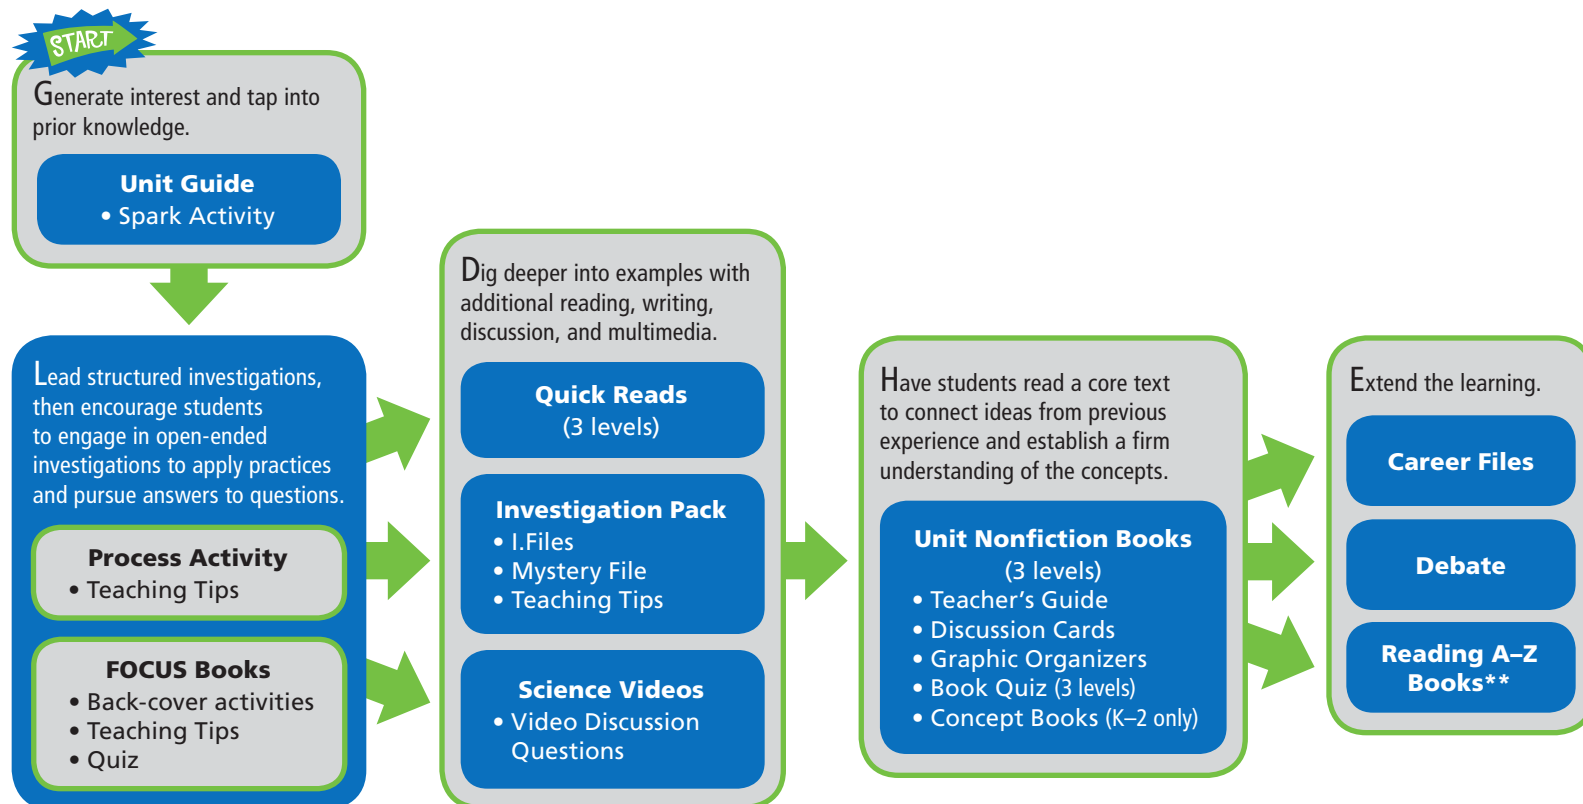 START
Generate interest and tap into
prior knowledge.
Unit Guide
• Spark Activity
Lead structured investigations,
then encourage students
to engage in open-ended
investigations to apply practices
and pursue answers to questions.
Process Activity
• Teaching Tips
FOCUS Books
• Back-cover activities
• Teaching Tips
• Quiz
Dig deeper into examples with
additional reading, writing,
discussion, and multimedia.
Quick Reads
(3 levels)
Investigation Pack
• I.Files
• Mystery File
• Teaching Tips
Science Videos
• Video Discussion
Questions
Have students read a core text
to connect ideas from previous
experience and establish a firm
understanding of the concepts.
Unit Nonfiction Books
(3 levels)
• Teacher’s Guide
• Discussion Cards
• Graphic Organizers
• Book Quiz (3 levels)
• Concept Books (K–2 only)
Extend the learning.
Career Files
Debate
Reading A–Z
Books**